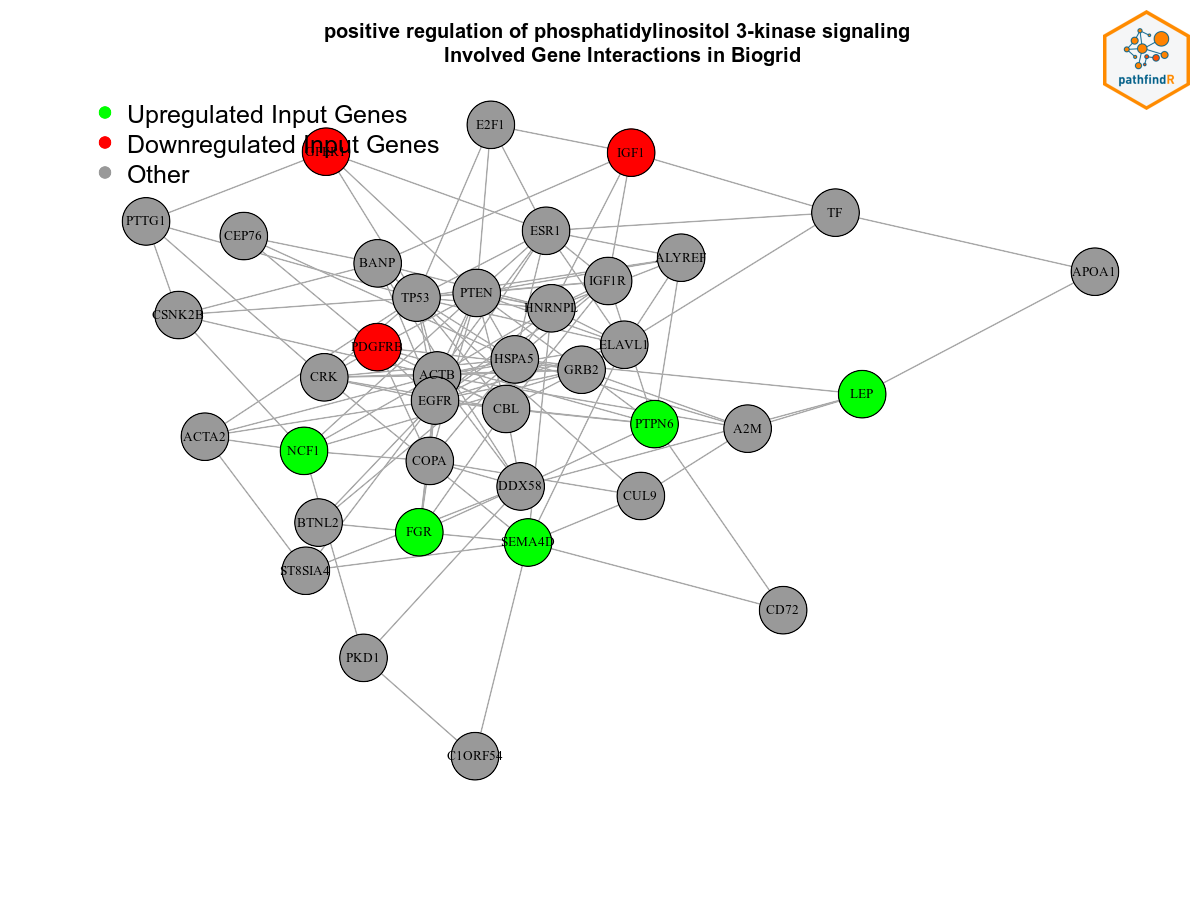 positive regulation of phosphatidylinositol 3-kinase signaling
Involved Gene Interactions in Biogrid
pathfindR
Upregulated Input Genes
Downregulated Input Genes
Other
E2F1
IGF1
PTTG1
CEP76
ESR1
TF
BANP
ALYREF
APOA1
IGF1R
TP53
PTEN
HNRNPL
CSNK2B
PDGFRB
ELAVL1
HSPA5
CRK
ACTB
GRB2
EGFR
CBL
LEP
PTPN6
A2M
ACTA2
NCF1
COPA
DDX58
CUL9
BTNL2
FGR
SEMA4D
ST8SIA4
CD72
PKD1
C1ORF54